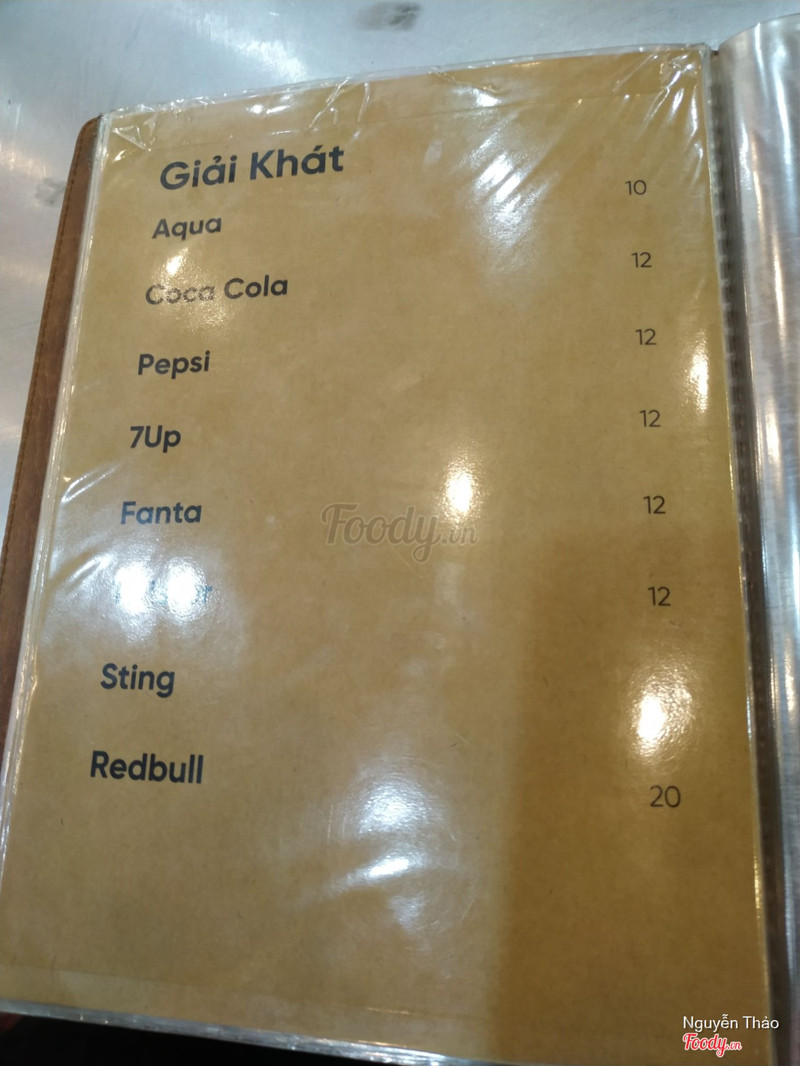 Giải Khát
Aqua 10
Coca Cola 12
Pepsi 12
7Up 12
Fanta 12
12
Sting
Redbull 20
Foody.vn
Nguyễn Thảo
Foody.vn